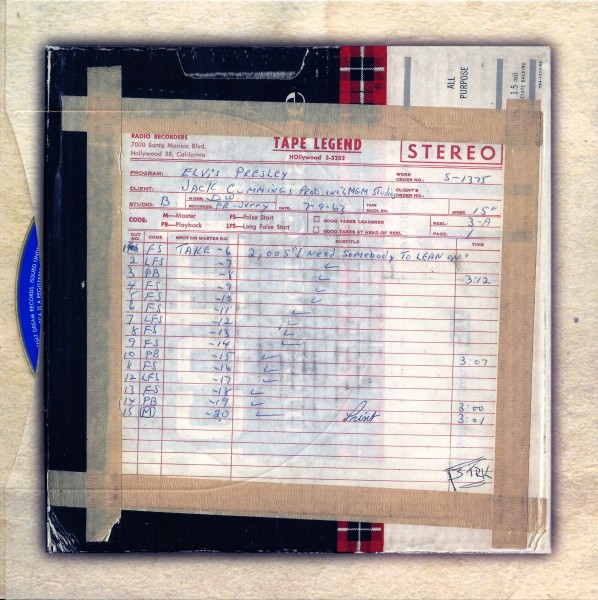 ALL PURPOSE
1.5 mil
RADIO RECORDERS
7000 Santa Monica Blvd.
Hollywood 38, California
TAPE LEGEND
HOllywood 3-3282
STEREO
PROGRAM: ELVIS PRESLEY
WORK ORDER NO.: S-1375
CLIENT: JACK CUMMINGS PROD. MGM Studio
CLIENT'S ORDER NO.:
STUDIO: B MIXER: DW RECORDER: PR-Jerry DATE: 7-9-63 TAPE MACH. NO. SPEED 15"
CODE: M—Master FS—False Start
PB—Playback LFS—Long False Start
GOOD TAKES LEADERED
GOOD TAKES AT HEAD OF REEL
REEL: 3-A
PAGE: 1
CUT NO. CODE SPOT OR MASTER NO. SUBTITLE TIME
FS TAKE -6 2,005 "I Need Somebody To LEAN ON"
2 LFS -7
3 PB -8 3:12
4 FS -9
5 FS -10
6 FS -11
7 LFS -12
8 FS -13
9 FS -14
10 PB -15 3:07
11 FS -16
12 LFS -17
13 FS -18
14 PB -19 3:00
15 (M) -20 Print 3:01